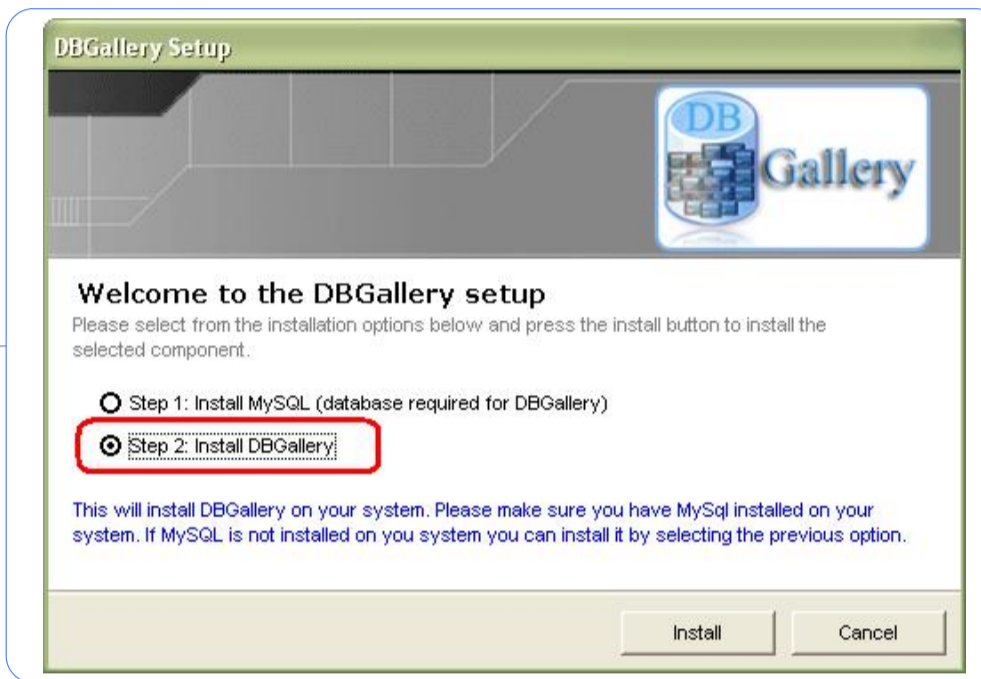 DBGallery Setup
DB
Gallery
Welcome to the DBGallery setup
Please select from the installation options below and press the install button to install the
selected component.
Step 1: Install MySQL (database required for DBGallery)
Step 2: Install DBGallery
This will install DBGallery on your system. Please make sure you have MySql installed on your
system. If MySQL is not installed on you system you can install it by selecting the previous option.
Install Cancel